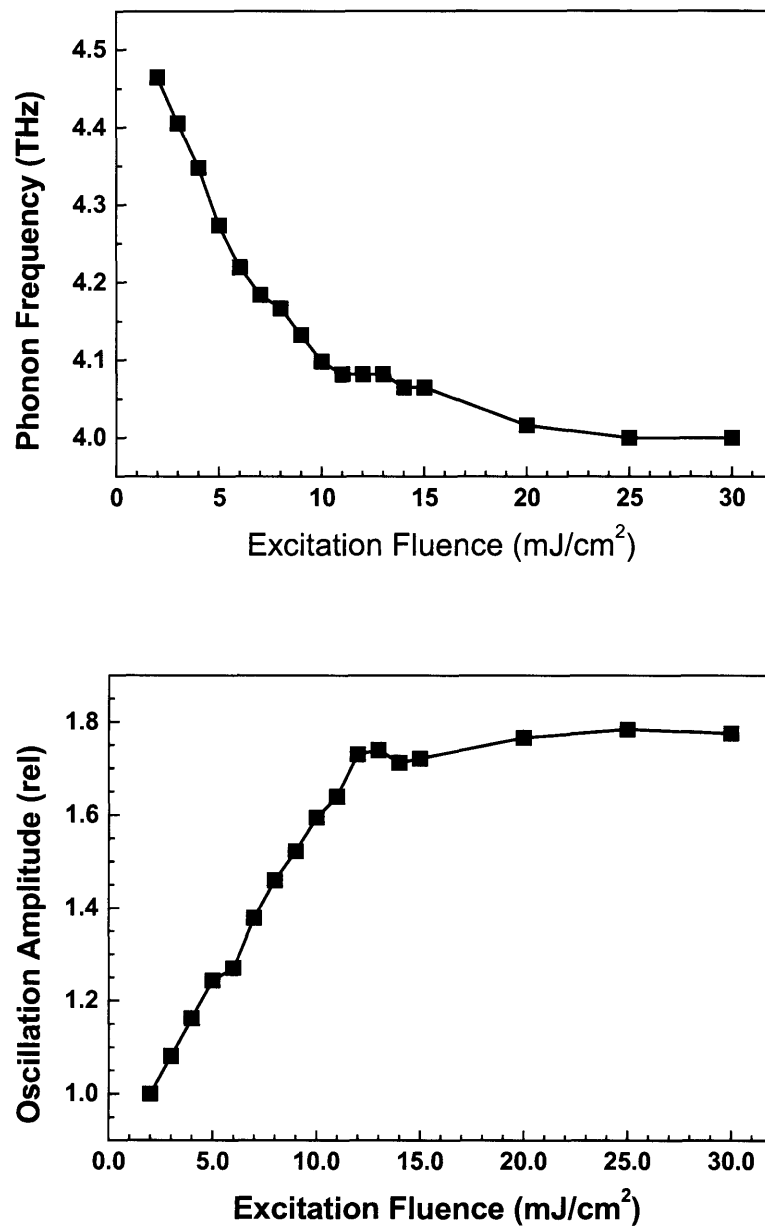 4.5
4.4
4.3
4.2
4.1
4.0
Phonon Frequency (THz)
0 5 10 15 20 25 30
Excitation Fluence (mJ/cm²)
1.8
1.6
1.4
1.2
1.0
Oscillation Amplitude (rel)
0.0 5.0 10.0 15.0 20.0 25.0 30.0
Excitation Fluence (mJ/cm²)